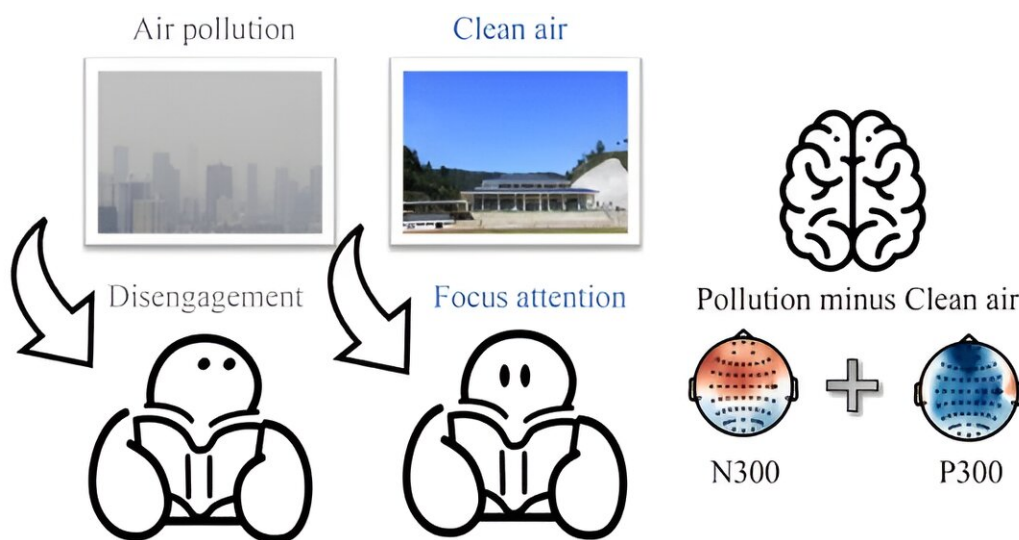 Air pollution
Clean air
Disengagement
Focus attention
Pollution minus Clean air
N300
P300